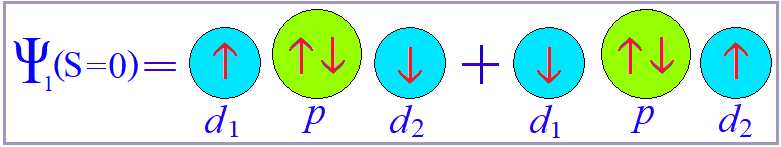 Ψ₁(S=0)= ↑ ↑↓ ↓ + ↓ ↑↓ ↑
d₁ p d₂ d₁ p d₂